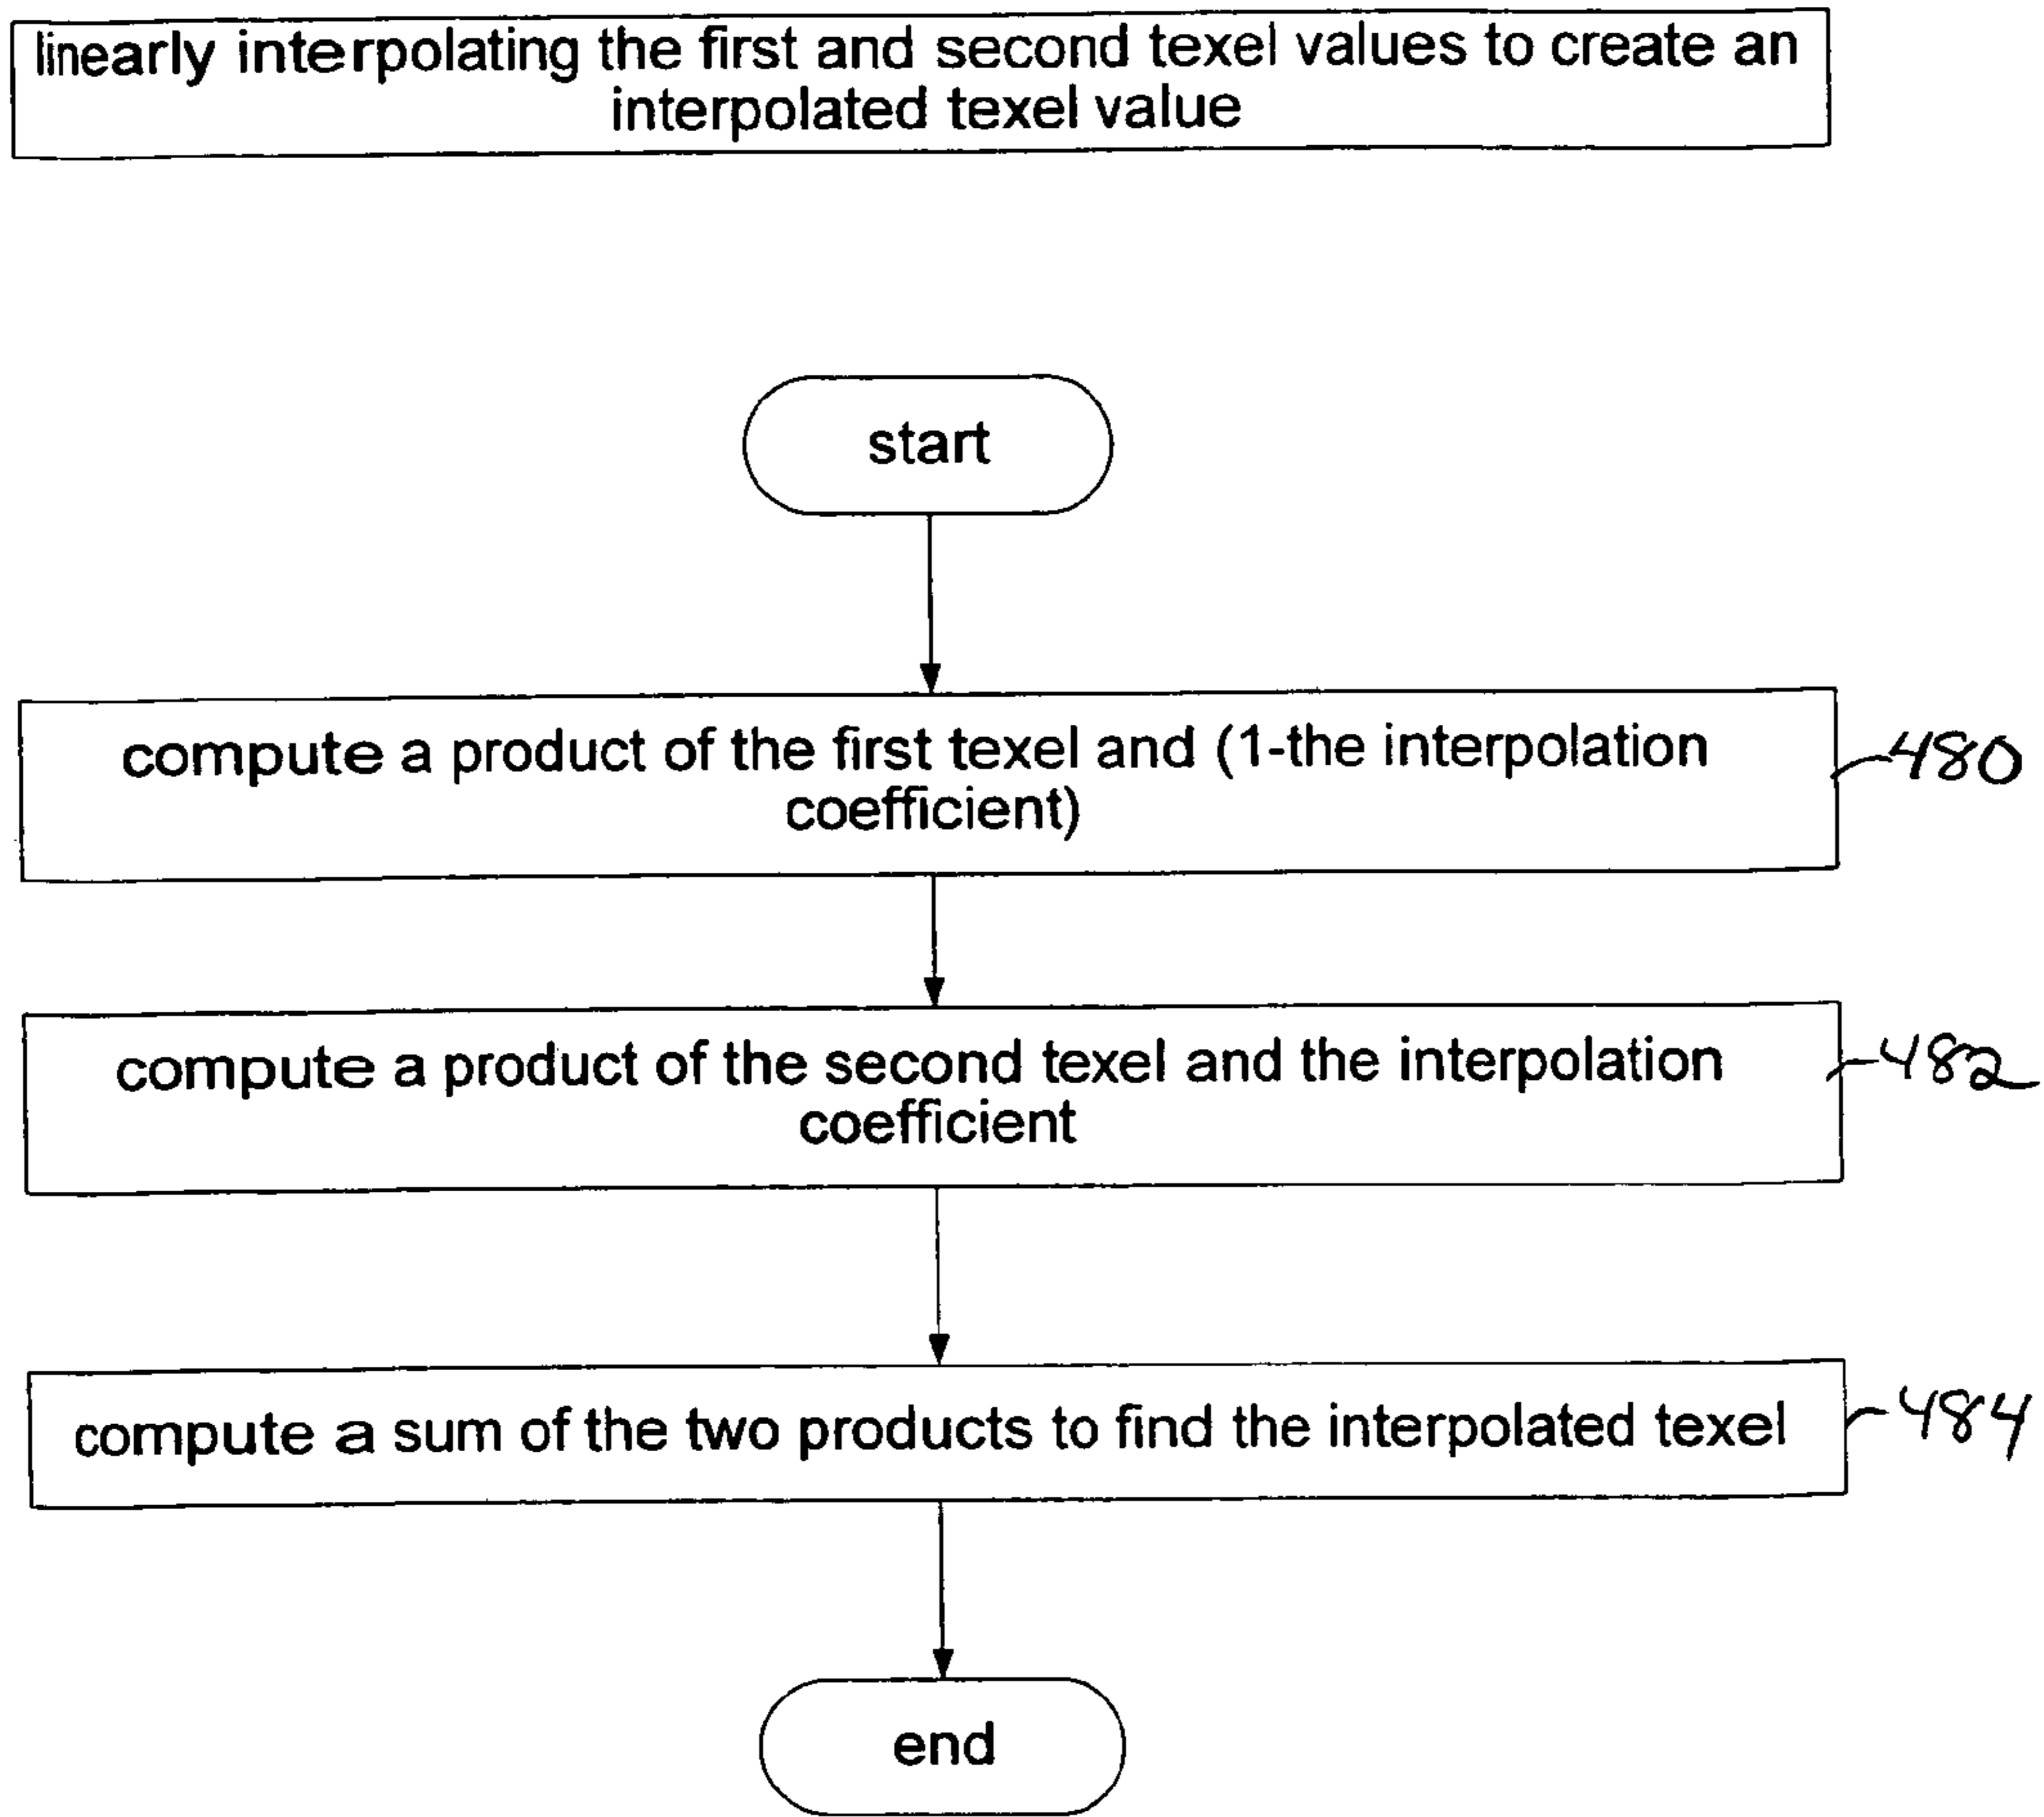 linearly interpolating the first and second texel values to create an
interpolated texel value
start
compute a product of the first texel and (1-the interpolation
coefficient)
480
compute a product of the second texel and the interpolation
coefficient
482
compute a sum of the two products to find the interpolated texel
484
end